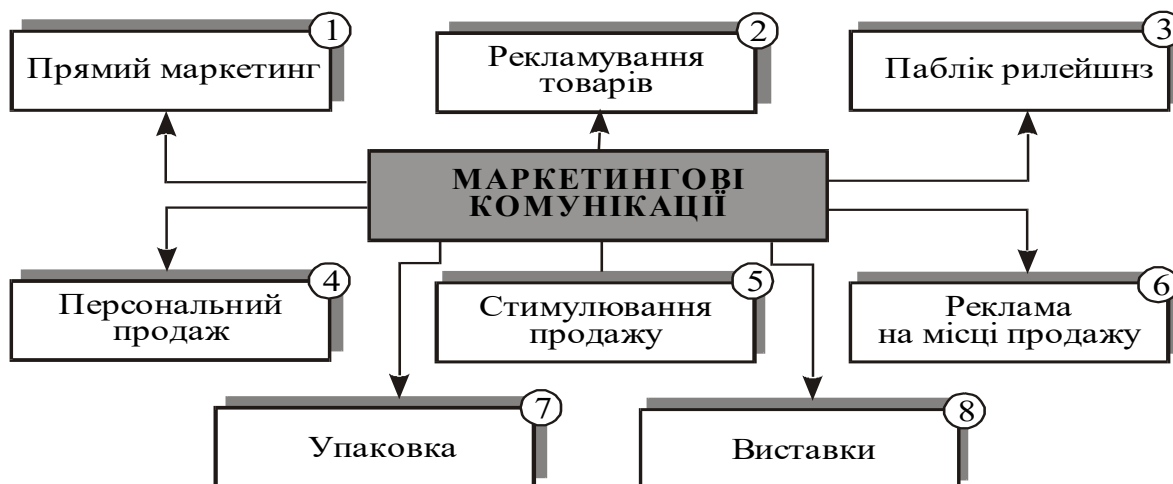 1
Прямий маркетинг
2
Рекламування
товарів
3
Паблік рилейшнз
МАРКЕТИНГОВІ
КОМУНІКАЦІЇ
4
Персональний
продаж
5
Стимулювання
продажу
6
Реклама
на місці продажу
7
Упаковка
8
Виставки